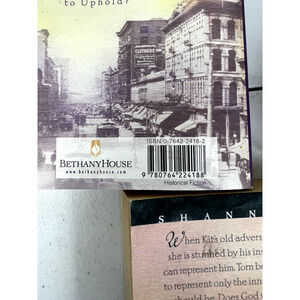 to Uphold?
CLOTHIERS
ISBN 0-7642-2418-2
BETHANYHOUSE
www.bethanyhouse.com
9 780764 224188
Historical Fiction
SHANN
When Kit's old advers
she is stunned by his ins
can represent him. Torn be
to represent only the inn
should be. Does God